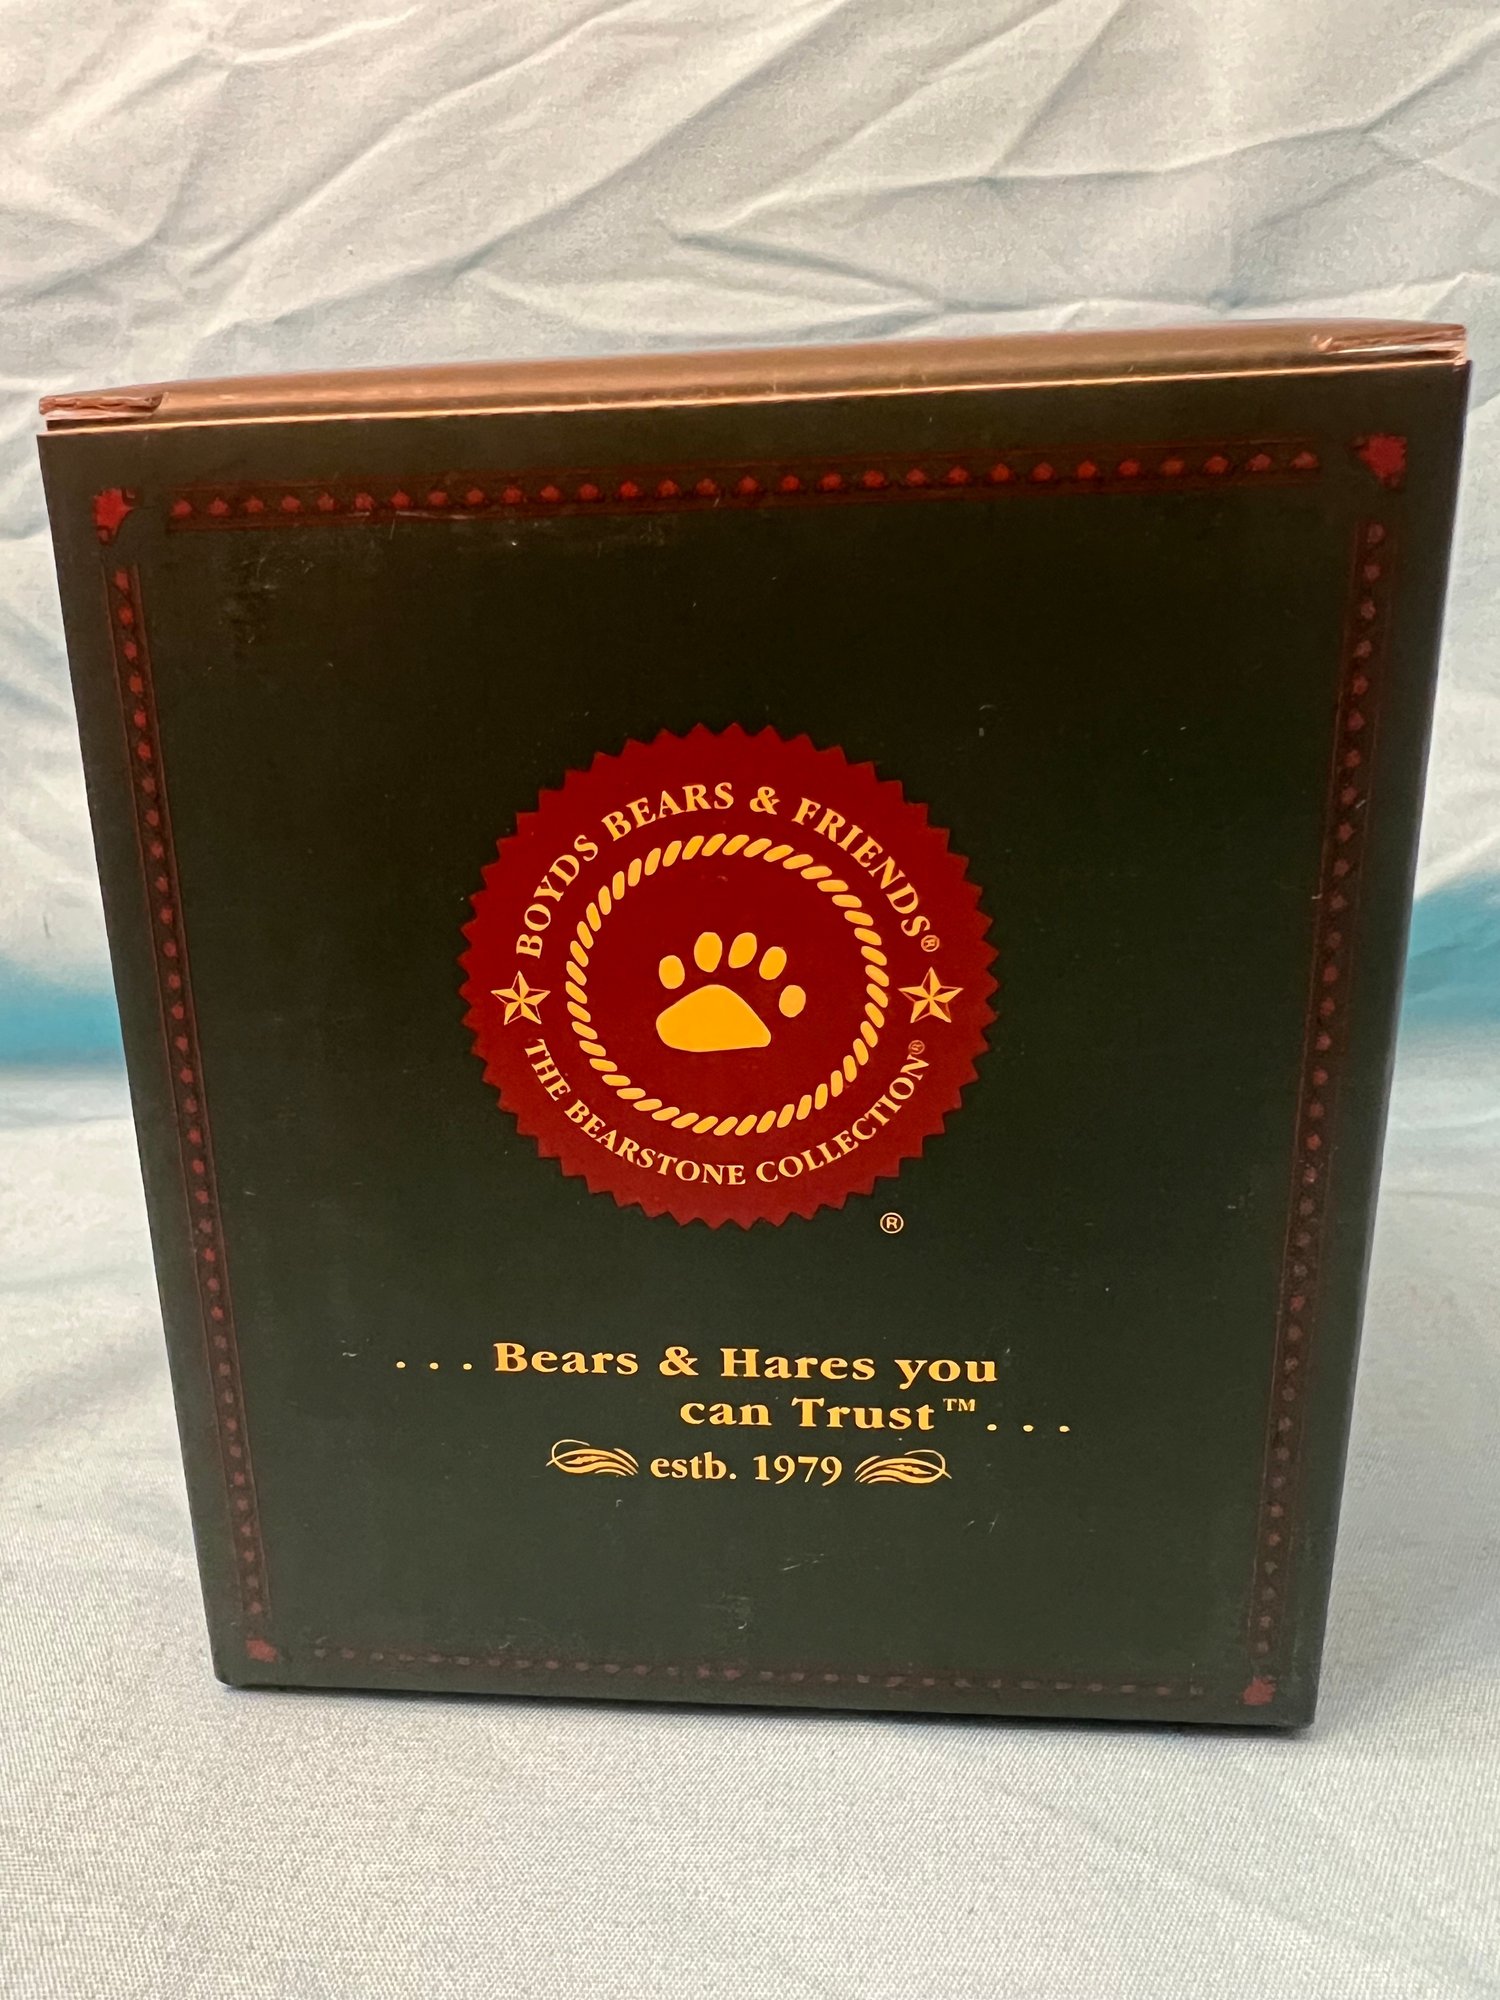 BOYDS BEARS & FRIENDS®
THE BEARSTONE COLLECTION®
®
. . . Bears & Hares you
can Trust™. . .
estb. 1979